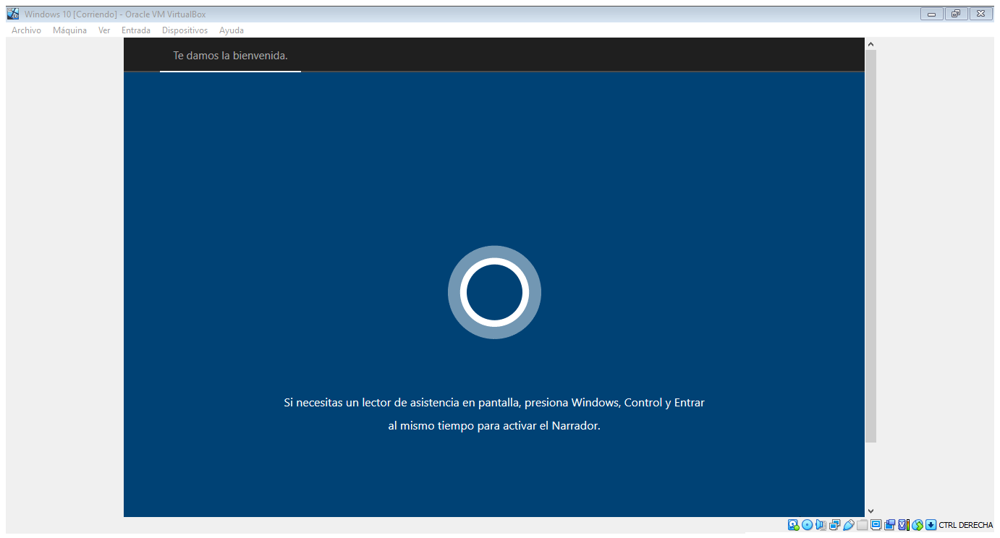 Windows 10 [Corriendo] - Oracle VM VirtualBox
Archivo Máquina Ver Entrada Dispositivos Ayuda
Te damos la bienvenida.
Si necesitas un lector de asistencia en pantalla, presiona Windows, Control y Entrar
al mismo tiempo para activar el Narrador.
CTRL DERECHA